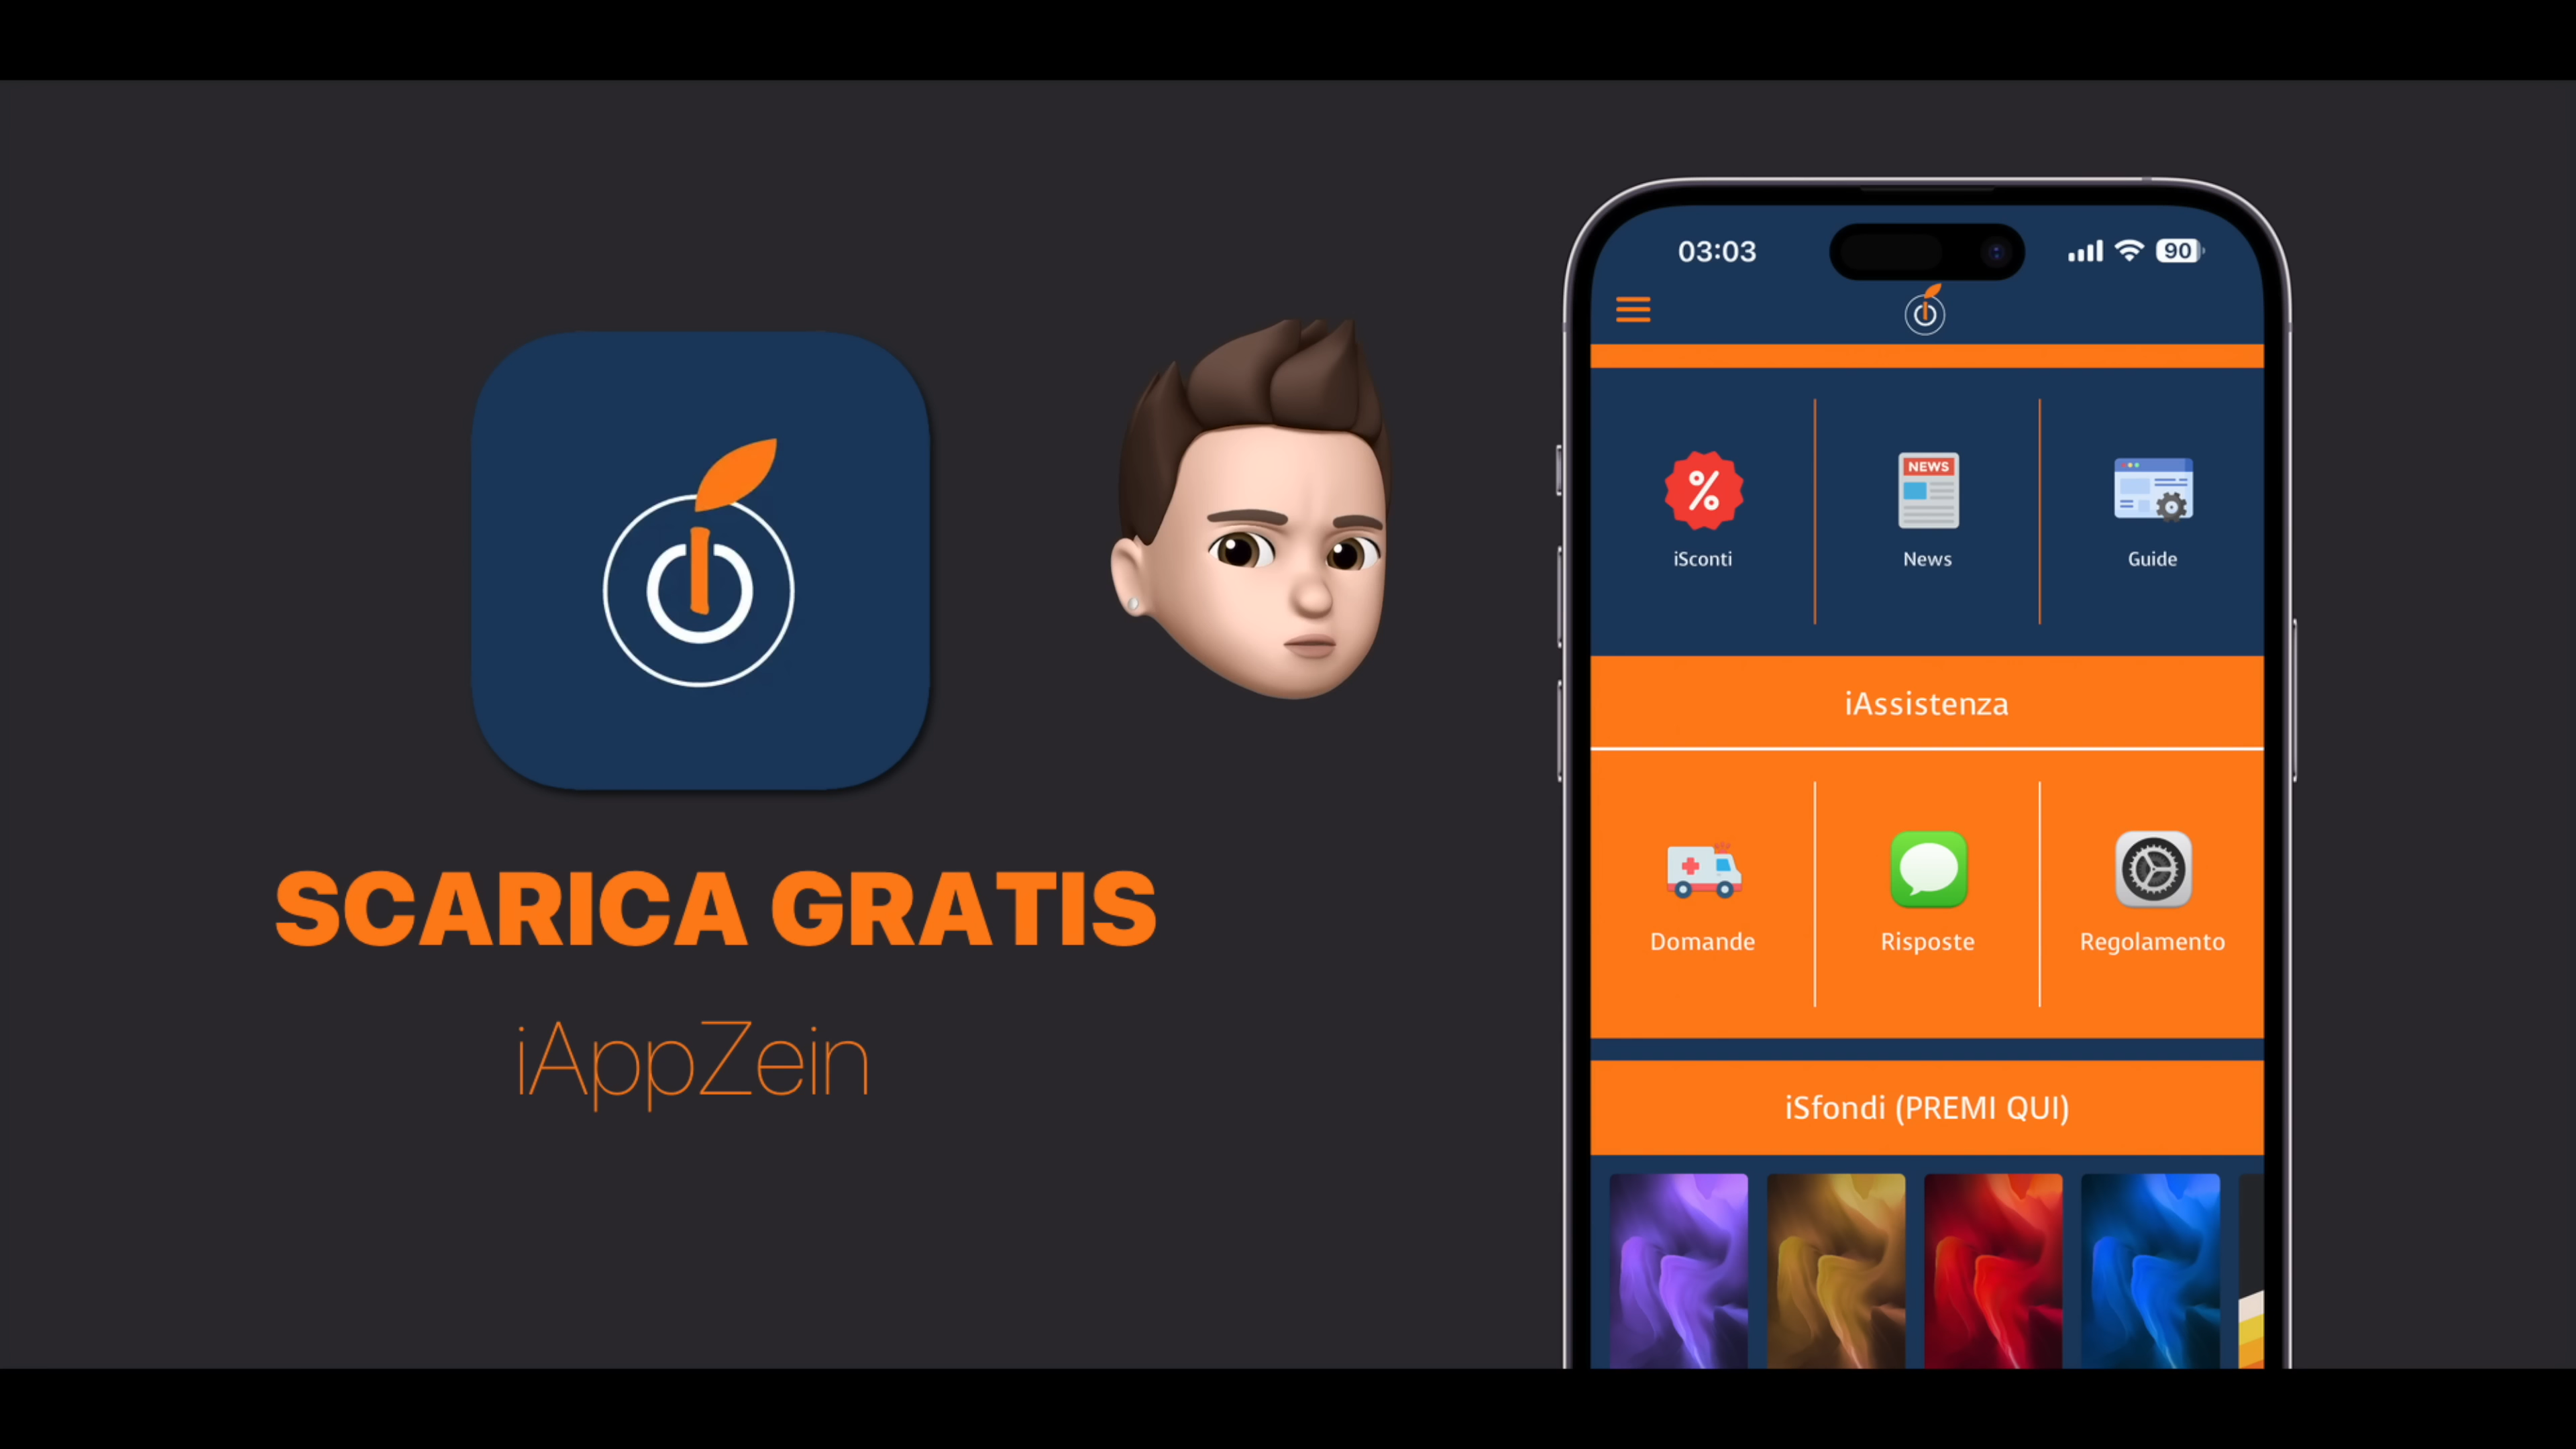 SCARICA GRATIS
iAppZein
03:03
90
%
NEWS
iSconti
News
Guide
iAssistenza
Domande
Risposte
Regolamento
iSfondi (PREMI QUI)